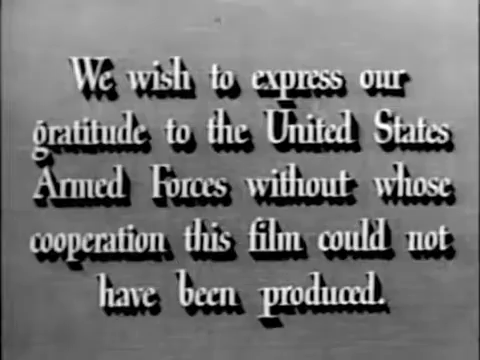 We wish to express our
gratitude to the United States
Armed Forces without whose
cooperation this film could not
have been produced.